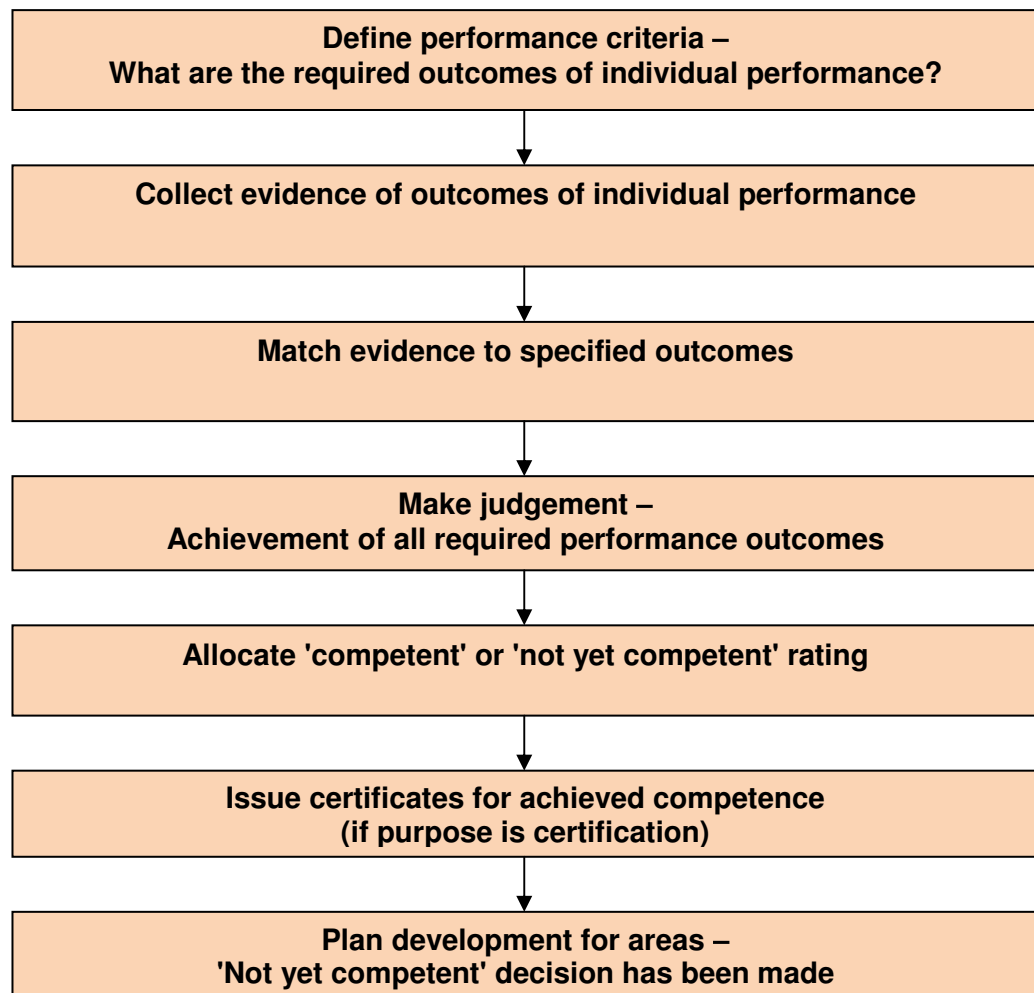 Define performance criteria –
What are the required outcomes of individual performance?
Collect evidence of outcomes of individual performance
Match evidence to specified outcomes
Make judgement –
Achievement of all required performance outcomes
Allocate 'competent' or 'not yet competent' rating
Issue certificates for achieved competence
(if purpose is certification)
Plan development for areas –
'Not yet competent' decision has been made